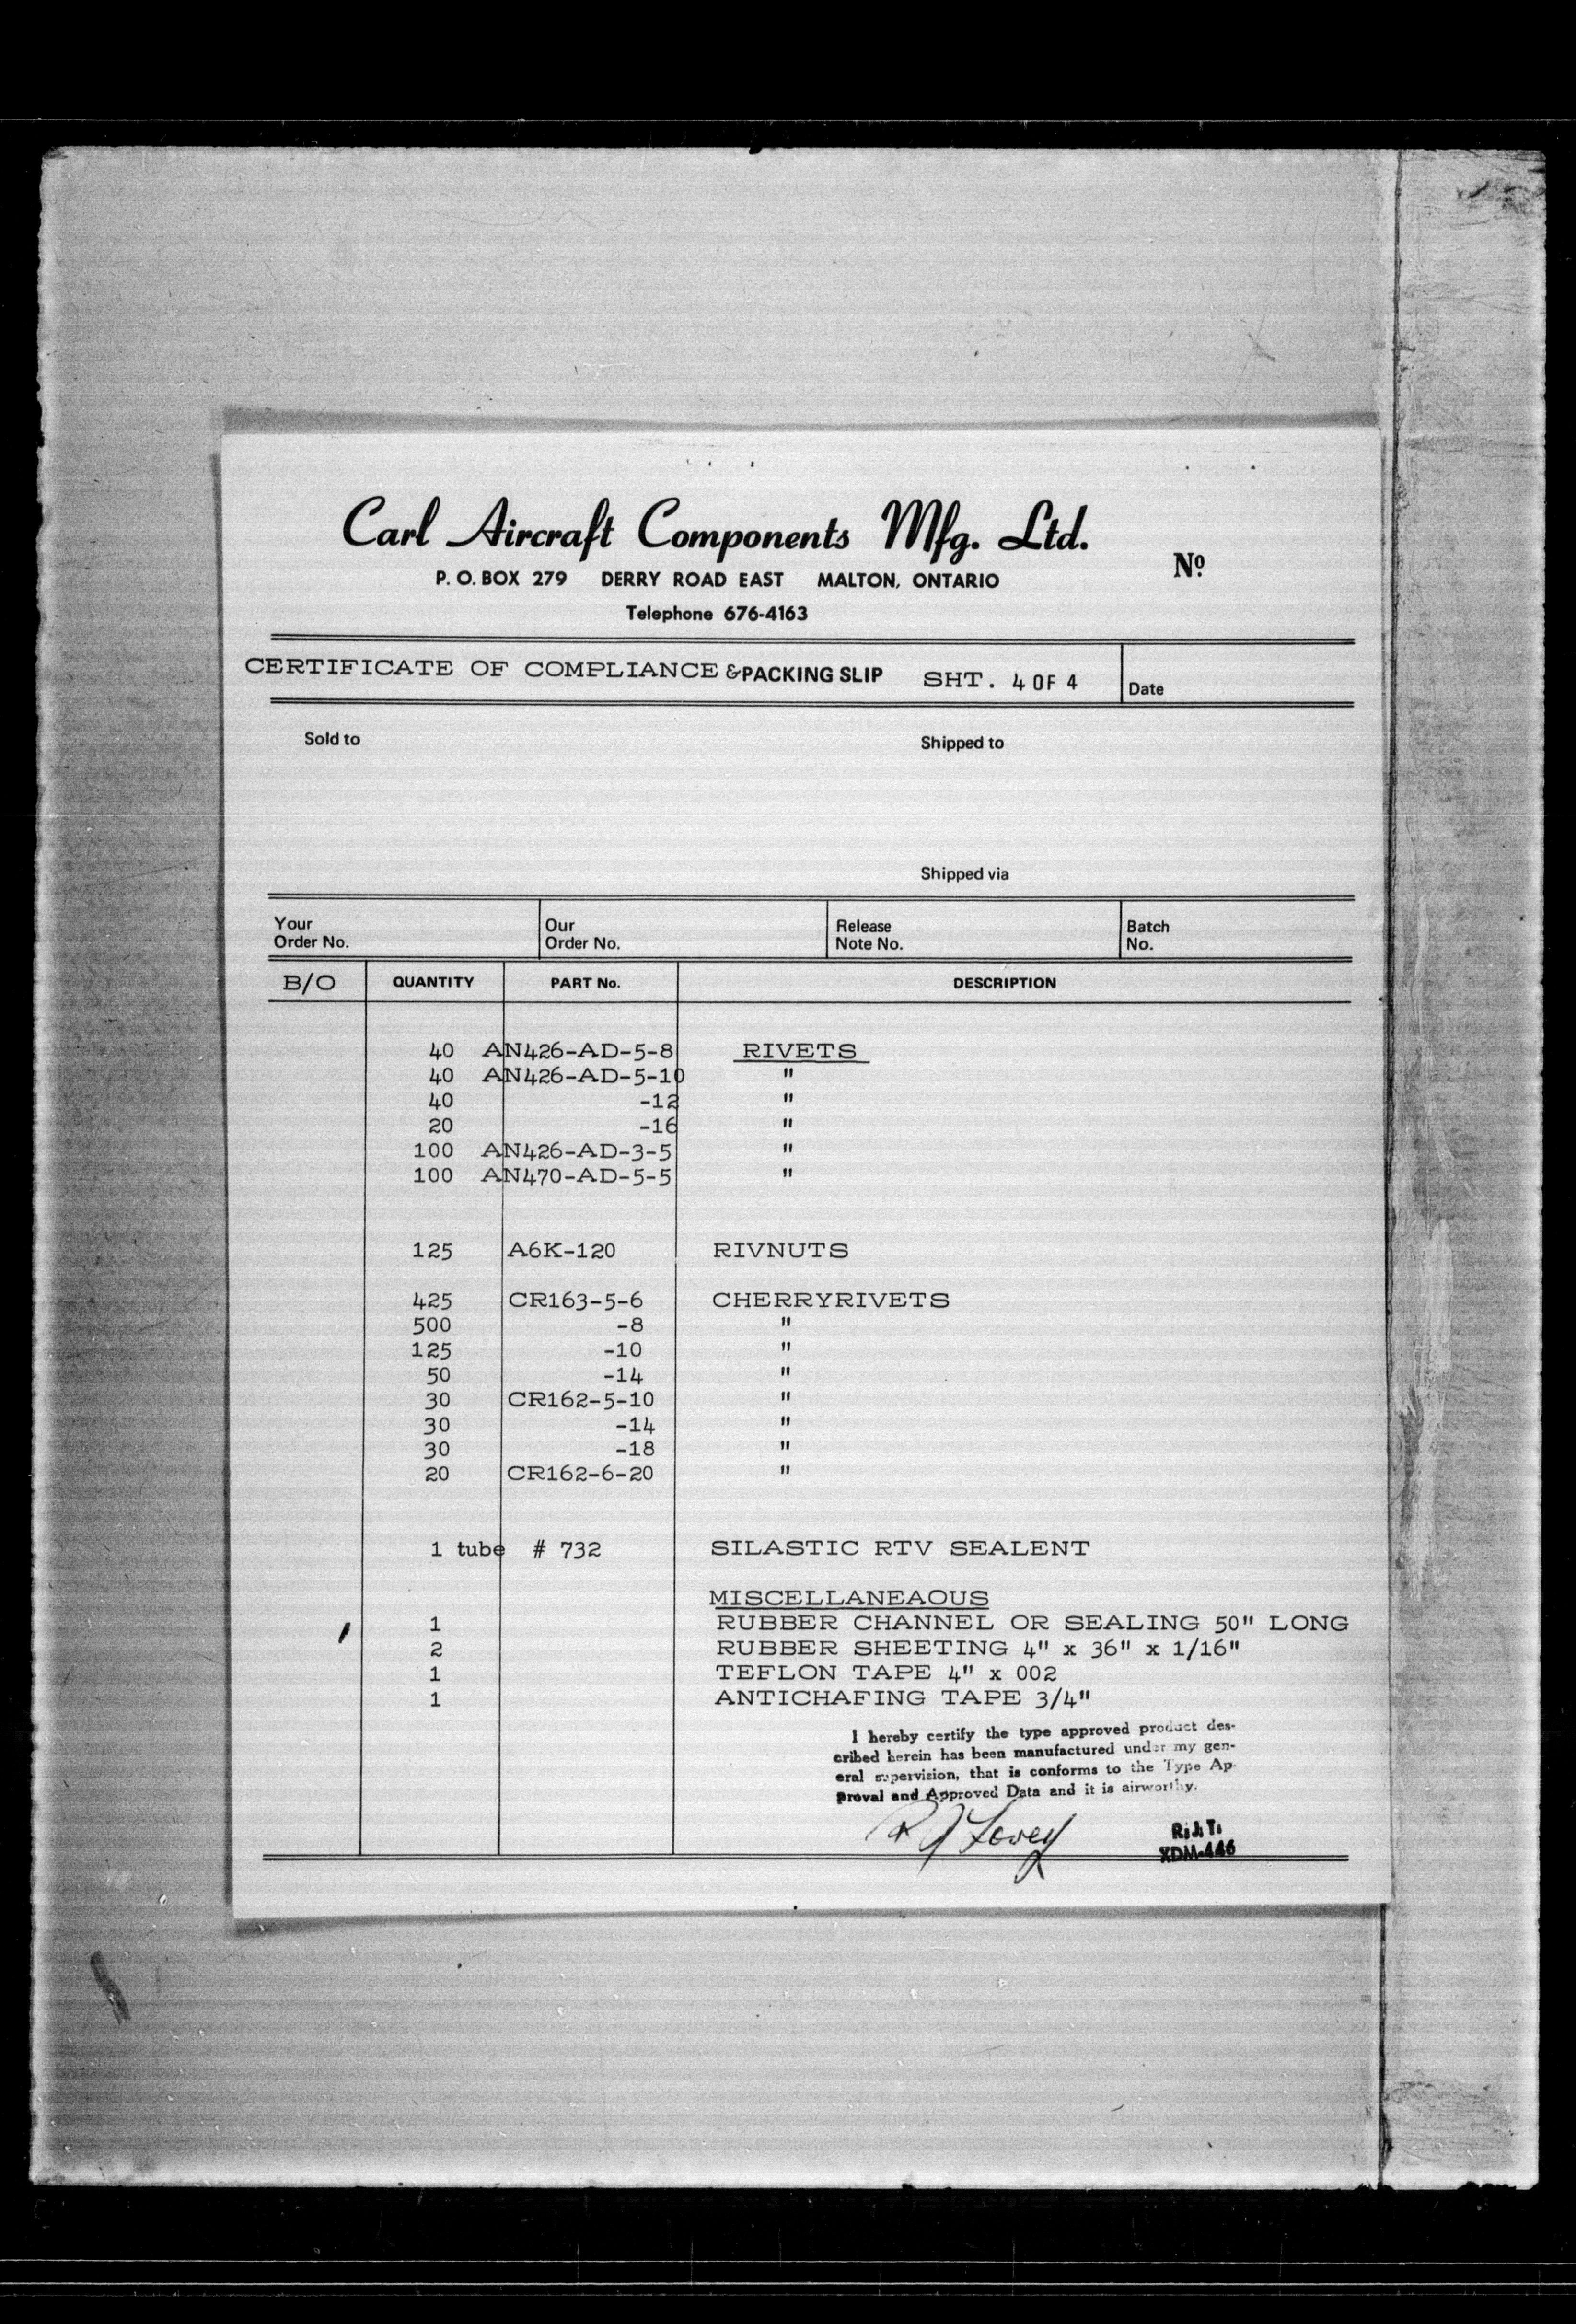 Carl Aircraft Components Mfg. Ltd.
Nº
P. O. BOX 279 DERRY ROAD EAST MALTON, ONTARIO
Telephone 676-4163
CERTIFICATE OF COMPLIANCE &PACKING SLIP SHT. 4 OF 4 Date
Sold to Shipped to
Shipped via
Your Order No. Our Order No. Release Note No. Batch No.
B/O QUANTITY PART No. DESCRIPTION
40 AN426-AD-5-8 RIVETS
40 AN426-AD-5-10 "
40 -12 "
20 -16 "
100 AN426-AD-3-5 "
100 AN470-AD-5-5 "
125 A6K-120 RIVNUTS
425 CR163-5-6 CHERRYRIVETS
500 -8 "
125 -10 "
50 -14 "
30 CR162-5-10 "
30 -14 "
30 -18 "
20 CR162-6-20 "
1 tube # 732 SILASTIC RTV SEALENT
MISCELLANEAOUS
1 RUBBER CHANNEL OR SEALING 50" LONG
2 RUBBER SHEETING 4" x 36" x 1/16"
1 TEFLON TAPE 4" x 002
1 ANTICHAFING TAPE 3/4"
I hereby certify the type approved product des-
cribed herein has been manufactured under my gen-
eral supervision, that is conforms to the Type Ap-
proval and Approved Data and it is airworthy.
XDM-446